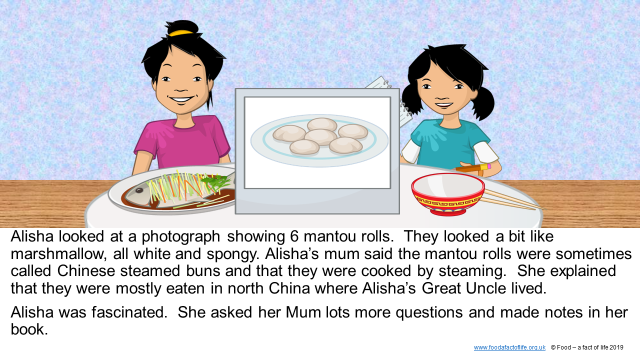 Alisha looked at a photograph showing 6 mantou rolls.  They looked a bit like
marshmallow, all white and spongy. Alisha's mum said the mantou rolls were sometimes
called Chinese steamed buns and that they were cooked by steaming.  She explained
that they were mostly eaten in north China where Alisha's Great Uncle lived.
Alisha was fascinated.  She asked her Mum lots more questions and made notes in her
book.
www.foodafactoflife.org.uk  © Food – a fact of life 2019